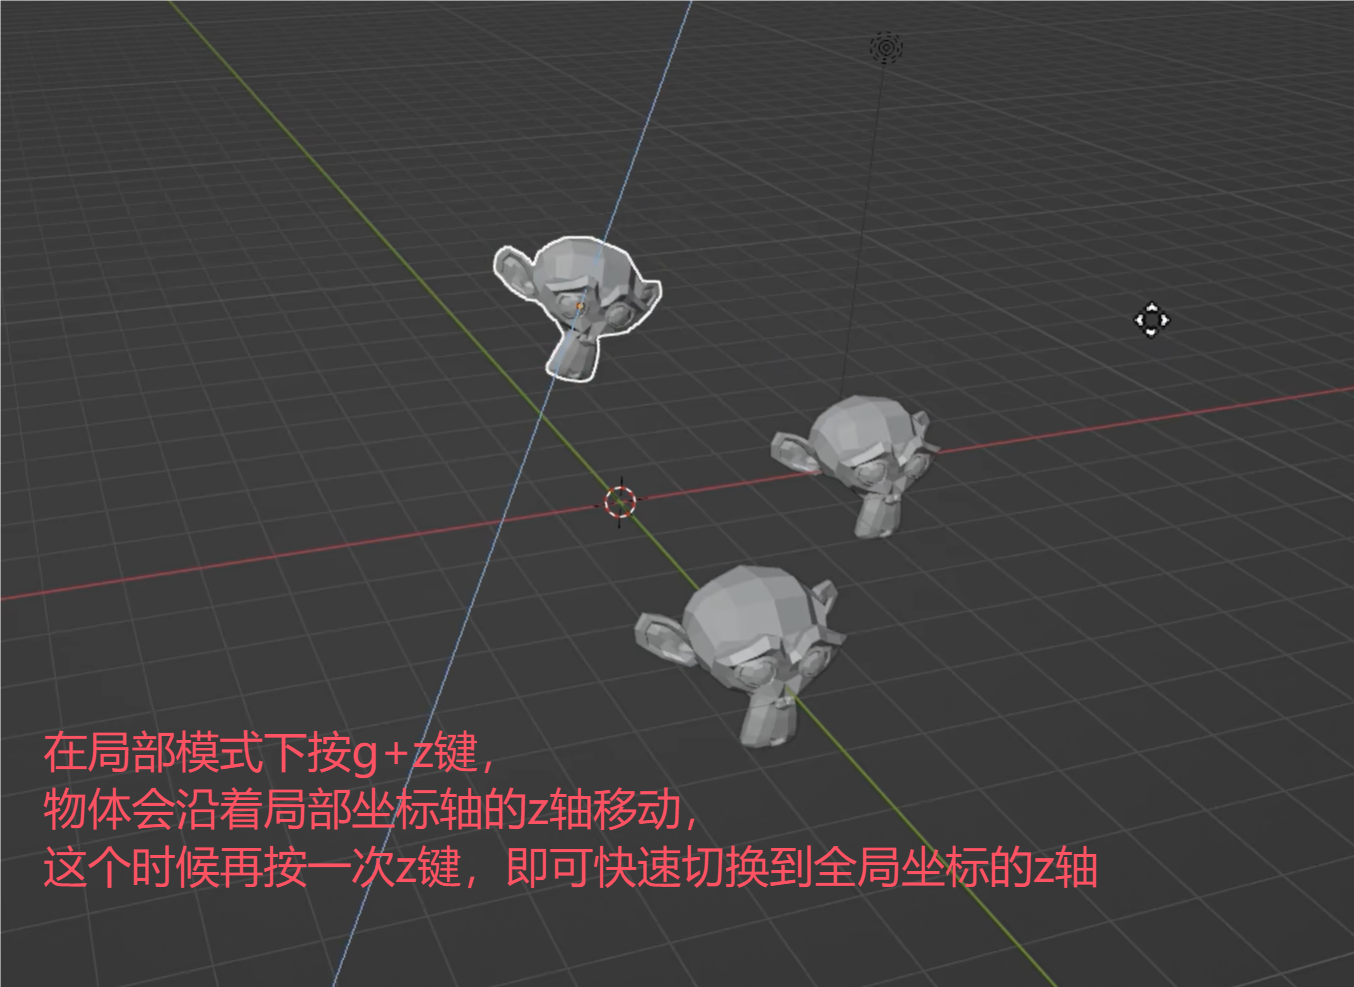 在局部模式下按g+z键，
物体会沿着局部坐标轴的z轴移动，
这个时候再按一次z键，即可快速切换到全局坐标的z轴